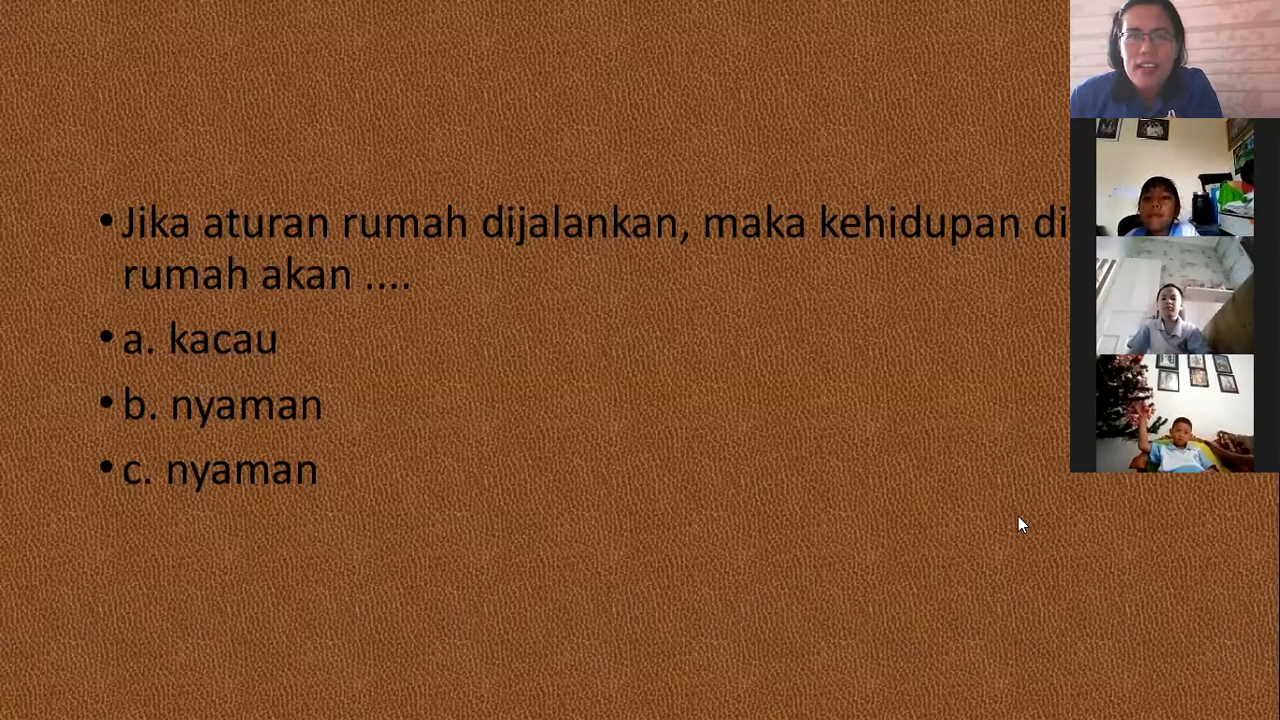 • Jika aturan rumah dijalankan, maka kehidupan di
rumah akan ....
• a. kacau
• b. nyaman
• c. nyaman